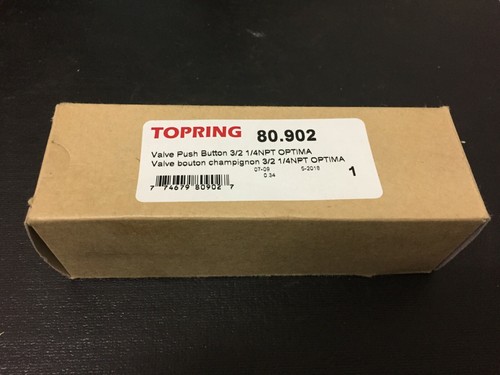 TOPRING 80.902
Valve Push Button 3/2 1/4NPT OPTIMA
Valve bouton champignon 3/2 1/4NPT OPTIMA
07-09 5-2018
0.34 1
7 74679 80902 7